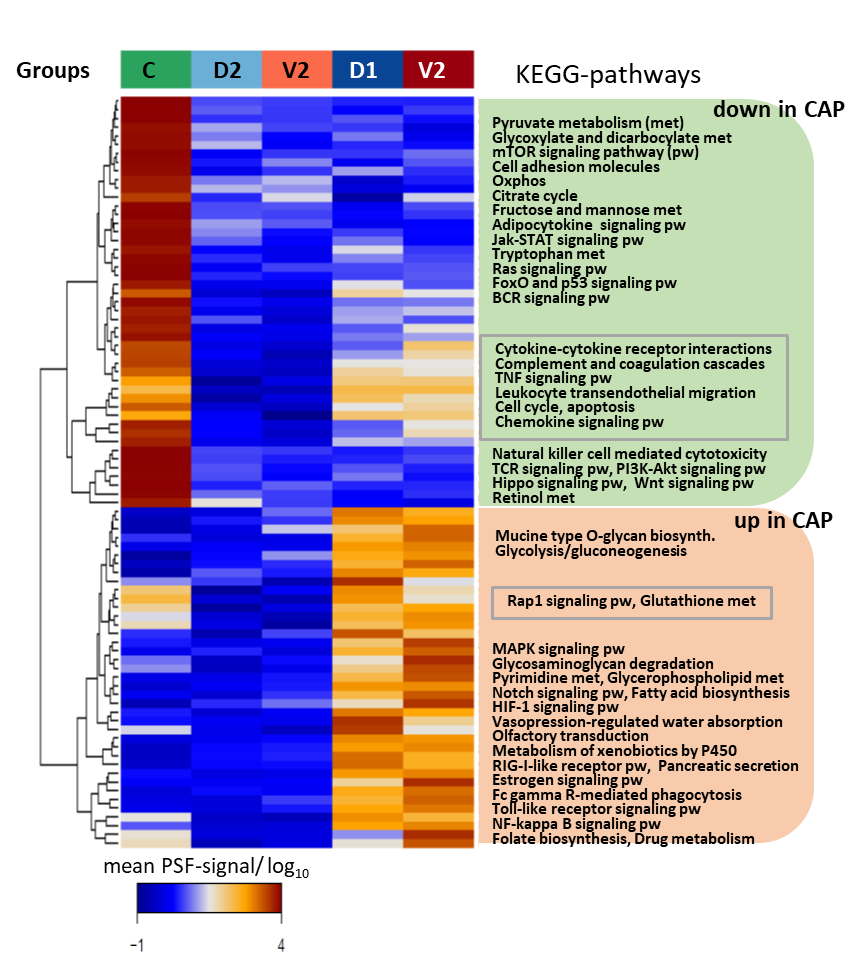 Groups C D2 V2 D1 V2
KEGG-pathways
down in CAP
Pyruvate metabolism (met)
Glycoxylate and dicarbocylate met
mTOR signaling pathway (pw)
Cell adhesion molecules
Oxphos
Citrate cycle
Fructose and mannose met
Adipocytokine signaling pw
Jak-STAT signaling pw
Tryptophan met
Ras signaling pw
FoxO and p53 signaling pw
BCR signaling pw
Cytokine-cytokine receptor interactions
Complement and coagulation cascades
TNF signaling pw
Leukocyte transendothelial migration
Cell cycle, apoptosis
Chemokine signaling pw
Natural killer cell mediated cytotoxicity
TCR signaling pw, PI3K-Akt signaling pw
Hippo signaling pw, Wnt signaling pw
Retinol met
up in CAP
Mucine type O-glycan biosynth.
Glycolysis/gluconeogenesis
Rap1 signaling pw, Glutathione met
MAPK signaling pw
Glycosaminoglycan degradation
Pyrimidine met, Glycerophospholipid met
Notch signaling pw, Fatty acid biosynthesis
HIF-1 signaling pw
Vasopression-regulated water absorption
Olfactory transduction
Metabolism of xenobiotics by P450
RIG-I-like receptor pw, Pancreatic secretion
Estrogen signaling pw
Fc gamma R-mediated phagocytosis
Toll-like receptor signaling pw
NF-kappa B signaling pw
Folate biosynthesis, Drug metabolism
mean PSF-signal/ log10
−1 4